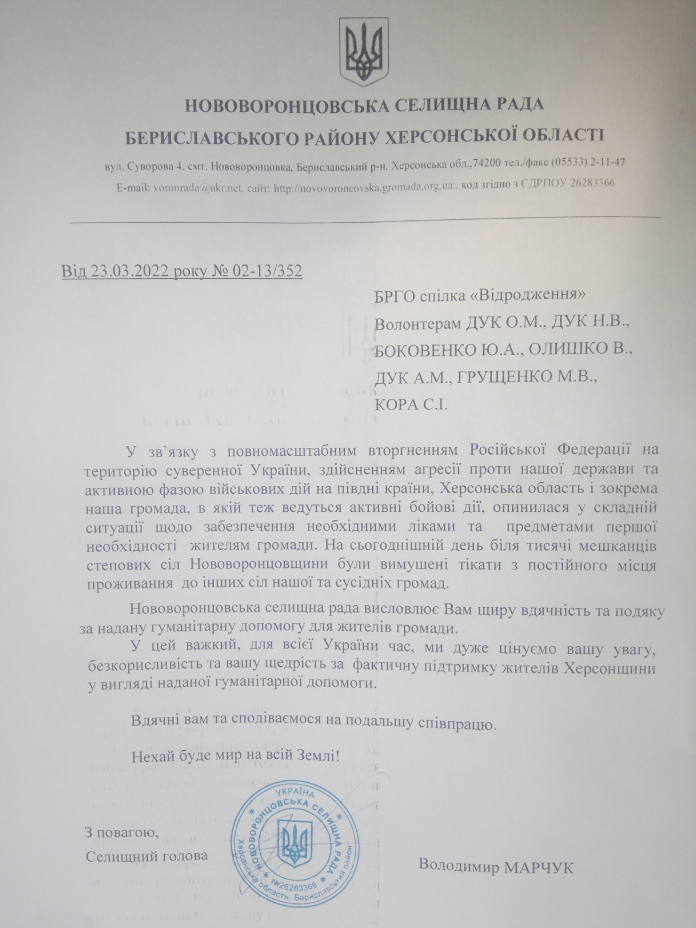 НОВОВОРОНЦОВСЬКА СЕЛИЩНА РАДА
БЕРИСЛАВСЬКОГО РАЙОНУ ХЕРСОНСЬКОЇ ОБЛАСТІ
вул. Суворова 4, смт. Нововоронцовка, Бериславський р-н. Херсонська обл.,74200 тел./факс (05533) 2-11-47
E-mail: voronrada@ukr.net, сайт: http://novovoroncovska.gromada.org.ua:. код згідно з ЄДРПОУ 26283366
Від 23.03.2022 року № 02-13/352
БРГО спілка «Відродження»
Волонтерам ДУК О.М., ДУК Н.В.,
БОКОВЕНКО Ю.А., ОЛИШКО В.,
ДУК А.М., ГРУЩЕНКО М.В.,
КОРА С.І.
У зв’язку з повномасштабним вторгненням Російської Федерації на
територію суверенної України, здійсненням агресії проти нашої держави та
активною фазою військових дій на півдні країни, Херсонська область і зокрема
наша громада, в якій теж ведуться активні бойові дії, опинилася у складній
ситуації щодо забезпечення необхідними ліками та предметами першої
необхідності жителям громади. На сьогоднішній день біля тисячі мешканців
степових сіл Нововоронцовщини були вимушені тікати з постійного місця
проживання до інших сіл нашої та сусідніх громад.
Нововоронцовська селищна рада висловлює Вам щиру вдячність та подяку
за надану гуманітарну допомогу для жителів громади.
У цей важкий, для всієї України час, ми дуже цінуємо вашу увагу,
безкорисливість та вашу щедрість за фактичну підтримку жителів Херсонщини
у вигляді наданої гуманітарної допомоги.
Вдячні вам та сподіваємося на подальшу співпрацю.
Нехай буде мир на всій Землі!
З повагою,
Селищний голова
Володимир МАРЧУК
УКРАЇНА
НОВОВОРОНЦОВСЬКА СЕЛИЩНА РАДА
№26283366
Херсонська область, Бериславський район